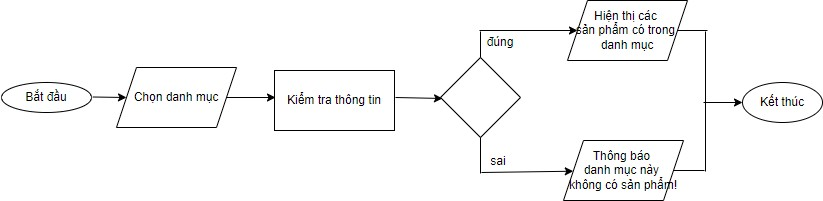 Bắt đầu
Chọn danh mục
Kiểm tra thông tin
đúng
Hiện thị các
sản phẩm có trong
danh mục
sai
Thông báo
danh mục này
không có sản phẩm!
Kết thúc